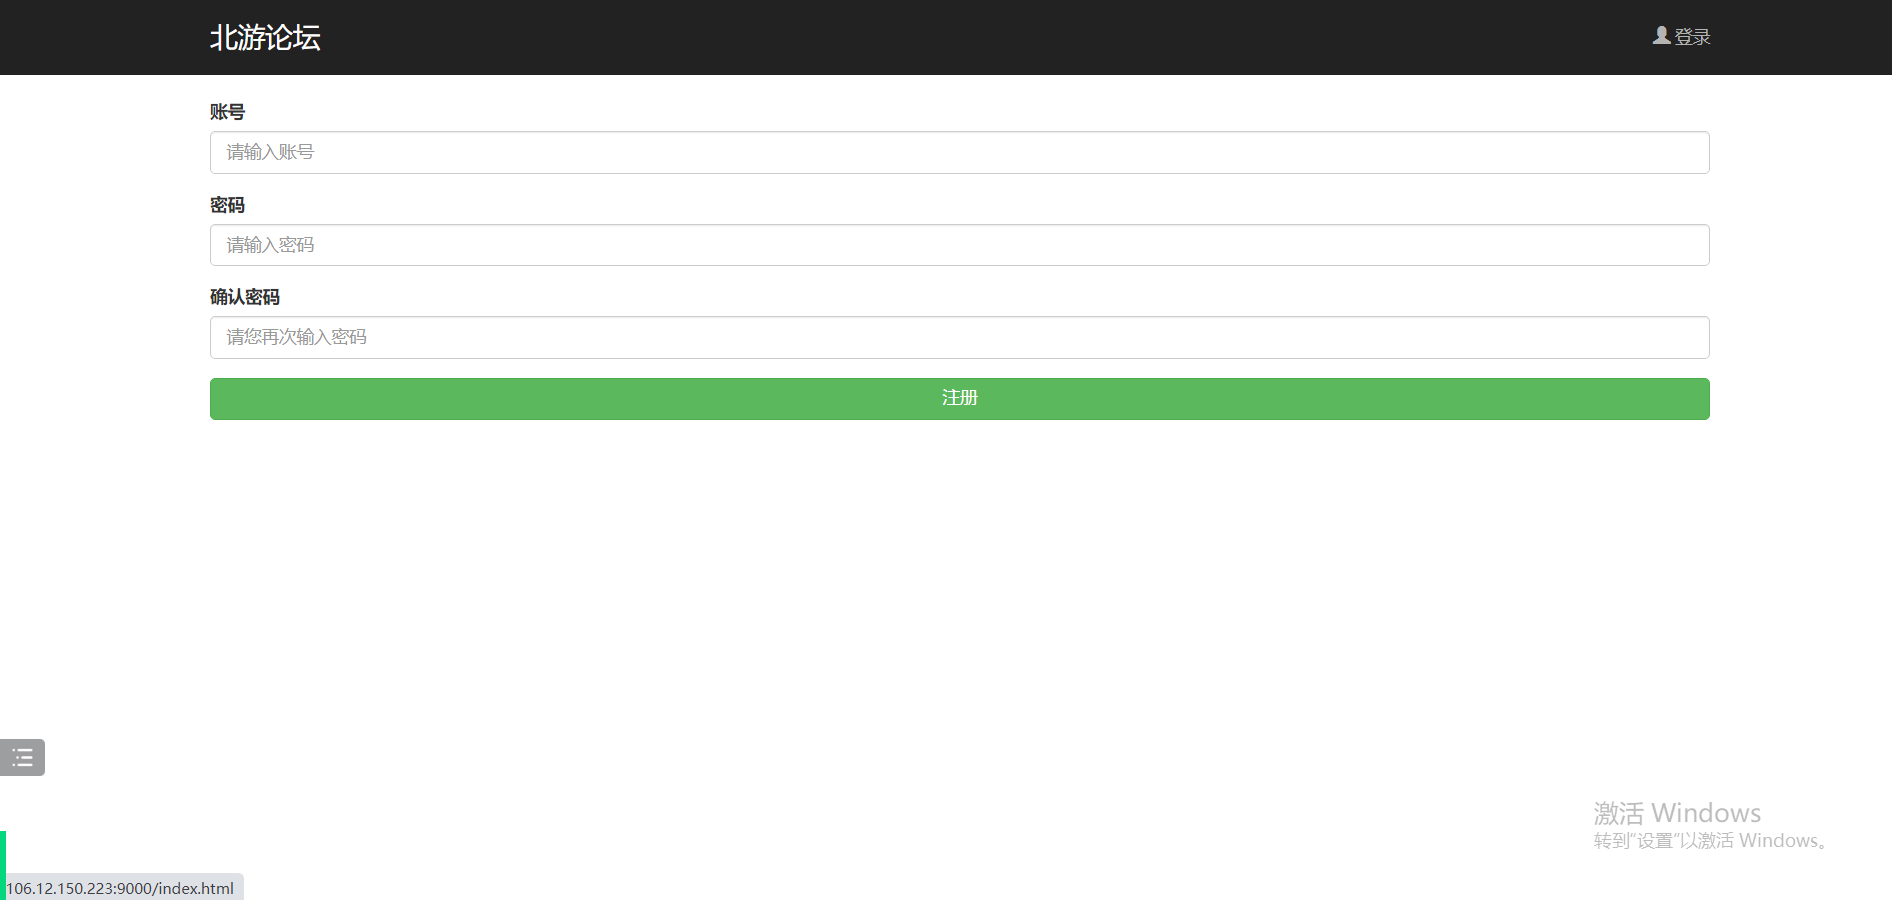 北游论坛
登录
账号
请输入账号
密码
请输入密码
确认密码
请您再次输入密码
注册
激活 Windows
转到“设置”以激活 Windows。
106.12.150.223:9000/index.html